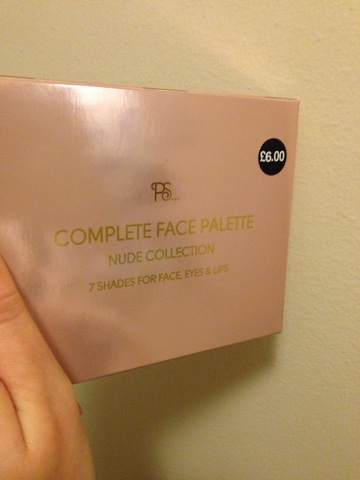 £6.00
PS...
COMPLETE FACE PALETTE
NUDE COLLECTION
7 SHADES FOR FACE, EYES & LIPS